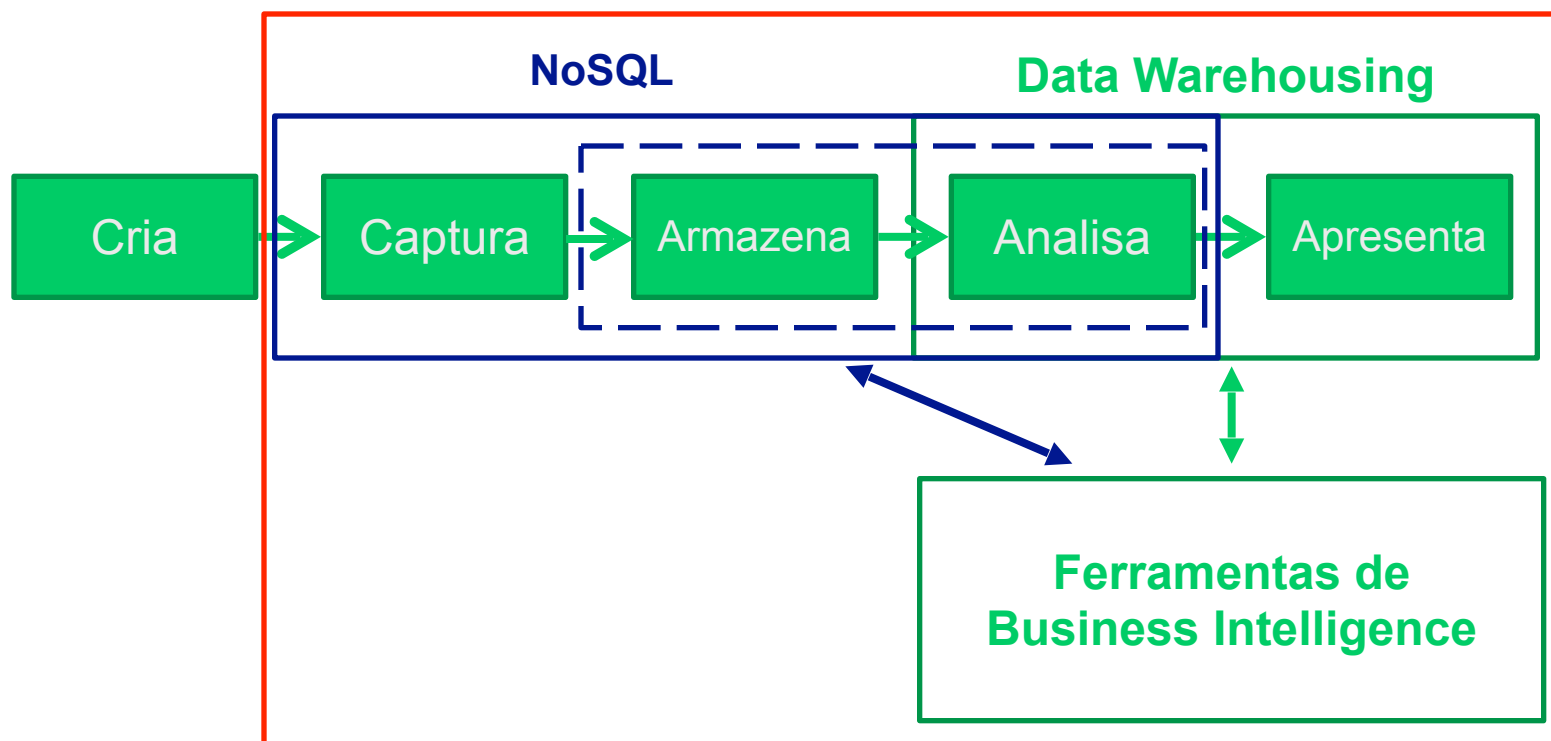 NoSQL
Data Warehousing
Cria
Captura
Armazena
Analisa
Apresenta
Ferramentas de
Business Intelligence